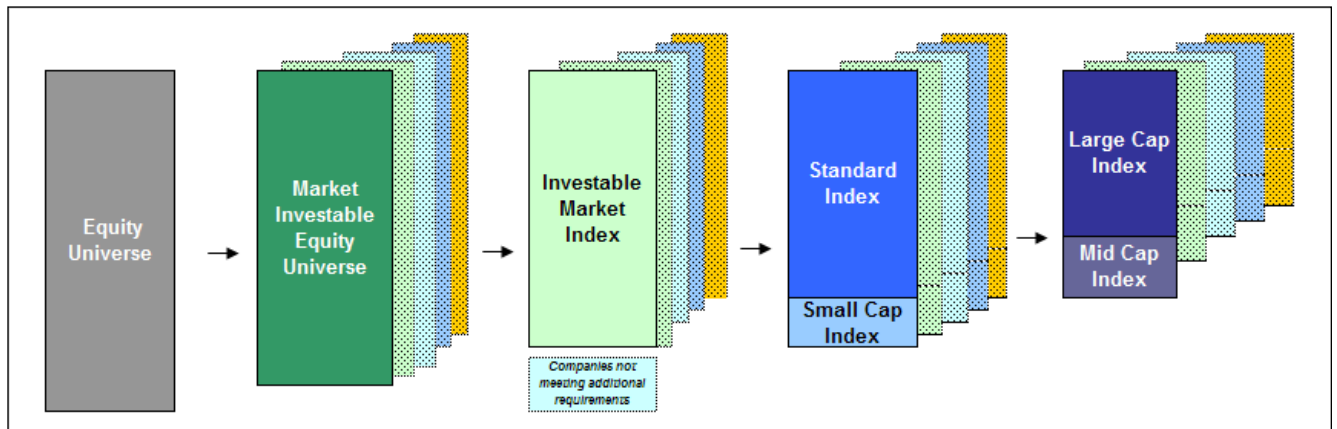 Equity
Universe
Market
Investable
Equity
Universe
Investable
Market
Index
Companies not
meeting additional
requirements
Standard
Index
Small Cap
Index
Large Cap
Index
Mid Cap
Index